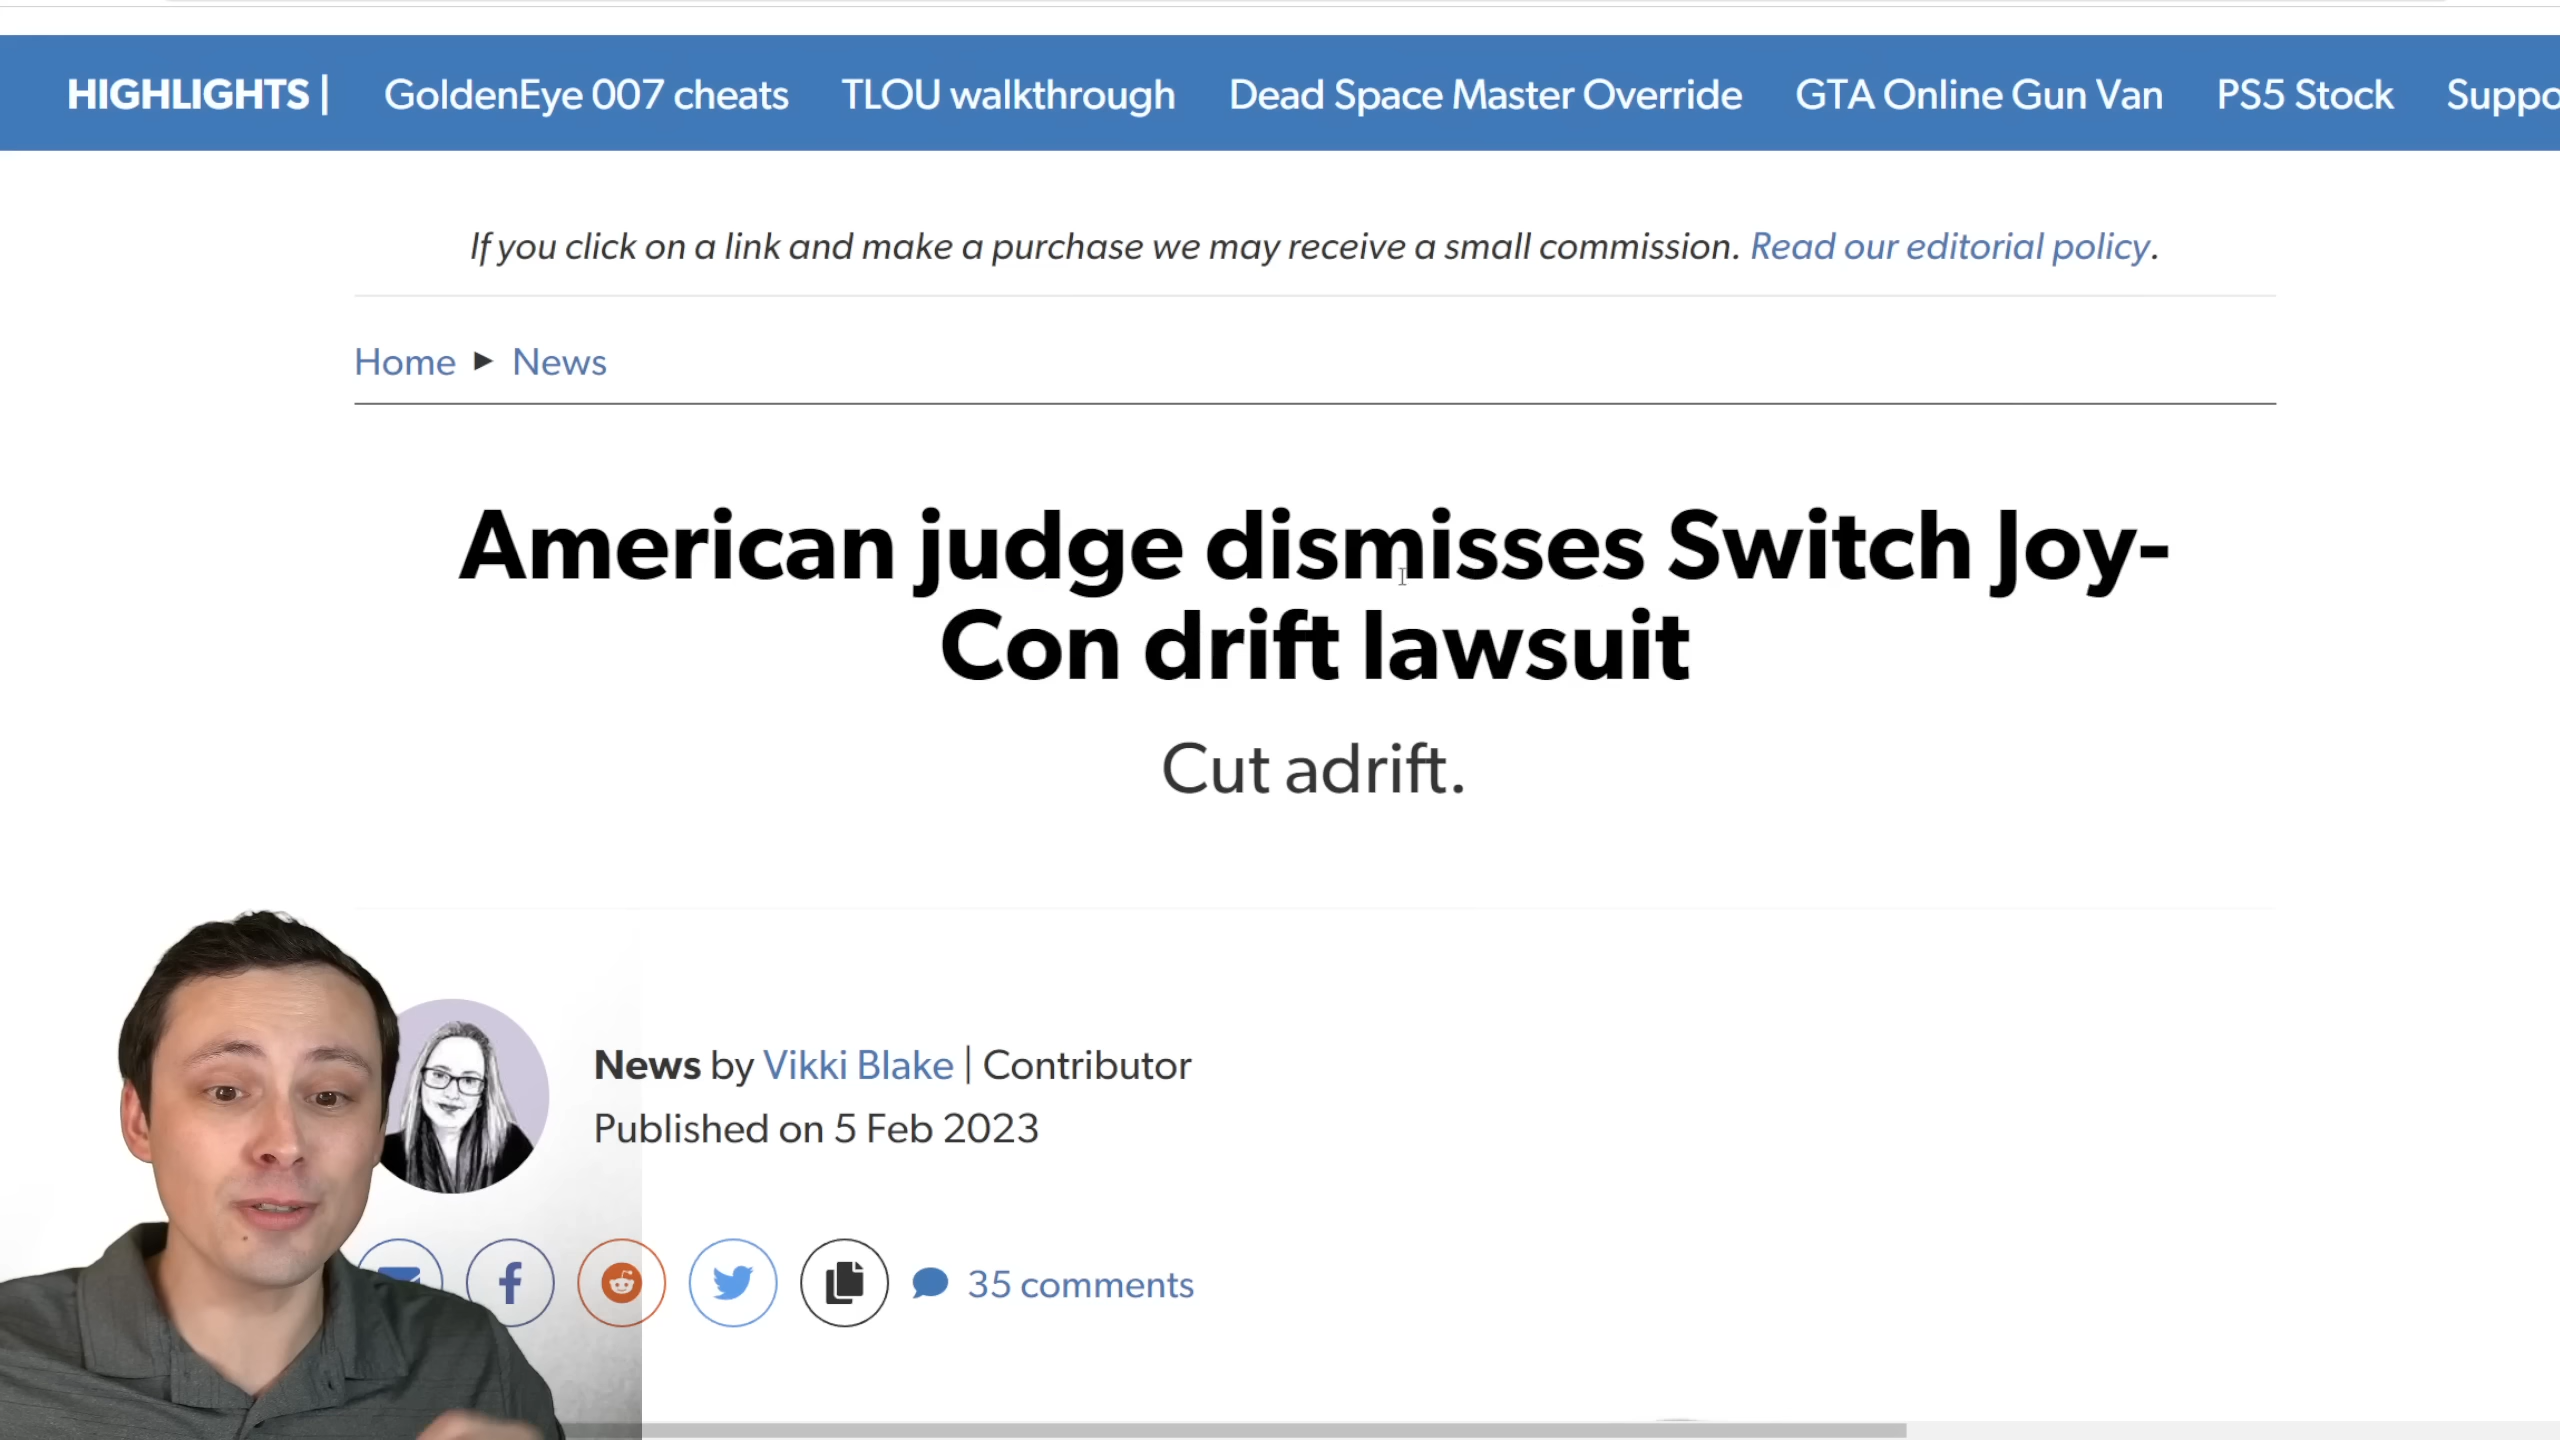 HIGHLIGHTS | GoldenEye 007 cheats TLOU walkthrough Dead Space Master Override GTA Online Gun Van PS5 Stock Suppo
If you click on a link and make a purchase we may receive a small commission. Read our editorial policy.
Home ► News
American judge dismisses Switch Joy-
Con drift lawsuit
Cut adrift.
News by Vikki Blake | Contributor
Published on 5 Feb 2023
35 comments